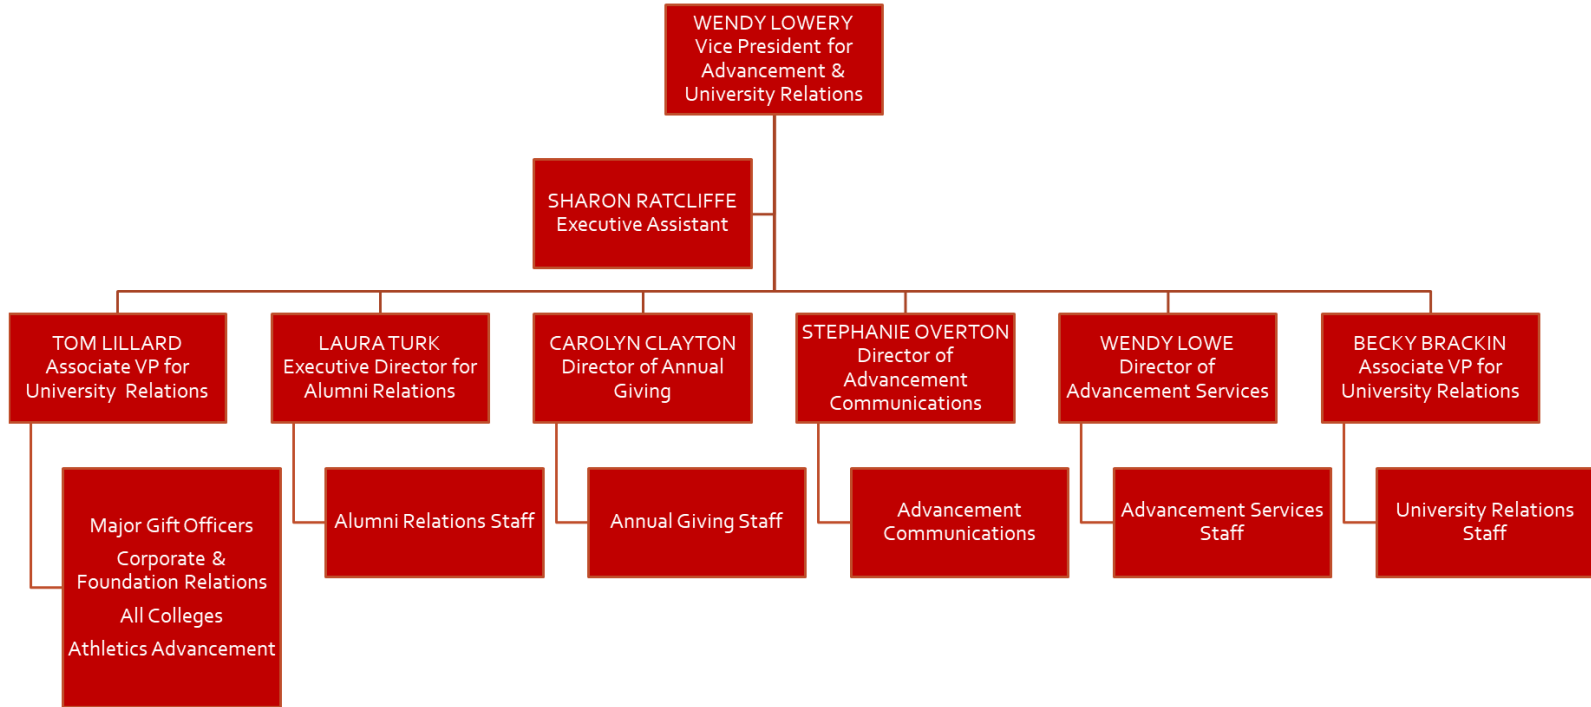 WENDY LOWERY
Vice President for
Advancement &
University Relations
SHARON RATCLIFFE
Executive Assistant
TOM LILLARD
Associate VP for
University Relations
LAURA TURK
Executive Director for
Alumni Relations
CAROLYN CLAYTON
Director of Annual
Giving
STEPHANIE OVERTON
Director of
Advancement
Communications
WENDY LOWE
Director of
Advancement Services
BECKY BRACKIN
Associate VP for
University Relations
Major Gift Officers
Corporate &
Foundation Relations
All Colleges
Athletics Advancement
Alumni Relations Staff
Annual Giving Staff
Advancement
Communications
Advancement Services
Staff
University Relations
Staff